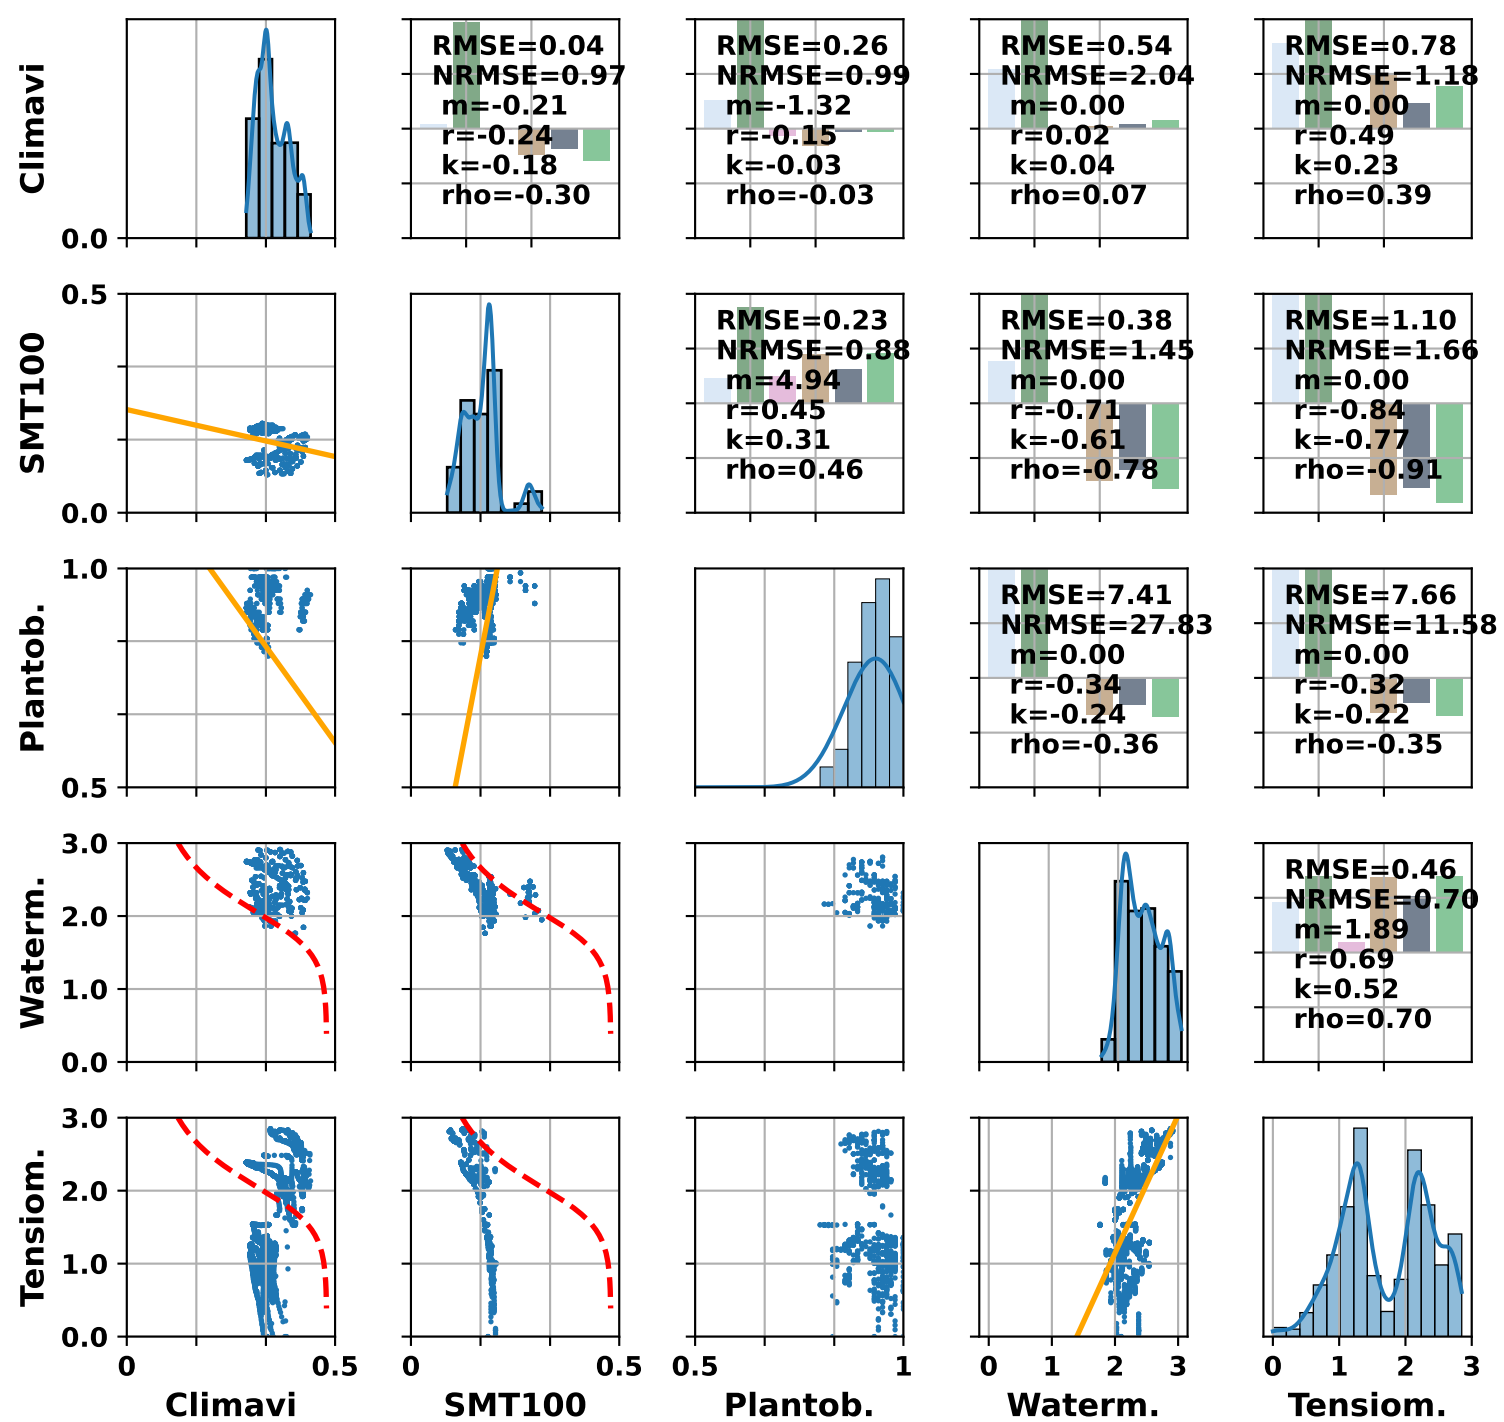 Climavi
0.0
RMSE=0.04
NRMSE=0.97
m=-0.21
r=-0.24
k=-0.18
rho=-0.30
RMSE=0.26
NRMSE=0.99
m=-1.32
r=-0.15
k=-0.03
rho=-0.03
RMSE=0.54
NRMSE=2.04
m=0.00
r=0.02
k=0.04
rho=0.07
RMSE=0.78
NRMSE=1.18
m=0.00
r=0.49
k=0.23
rho=0.39
SMT100
0.5
0.0
RMSE=0.23
NRMSE=0.88
m=4.94
r=0.45
k=0.31
rho=0.46
RMSE=0.38
NRMSE=1.45
m=0.00
r=-0.71
k=-0.61
rho=-0.78
RMSE=1.10
NRMSE=1.66
m=0.00
r=-0.84
k=-0.77
rho=-0.91
Plantob.
1.0
0.5
RMSE=7.41
NRMSE=27.83
m=0.00
r=-0.34
k=-0.24
rho=-0.36
RMSE=7.66
NRMSE=11.58
m=0.00
r=-0.32
k=-0.22
rho=-0.35
Waterm.
3.0
2.0
1.0
0.0
RMSE=0.46
NRMSE=0.70
m=1.89
r=0.69
k=0.52
rho=0.70
Tensiom.
3.0
2.0
1.0
0.0
0 0.5
0 0.5
0.5 1
0 1 2 3
0 1 2 3
Climavi
SMT100
Plantob.
Waterm.
Tensiom.